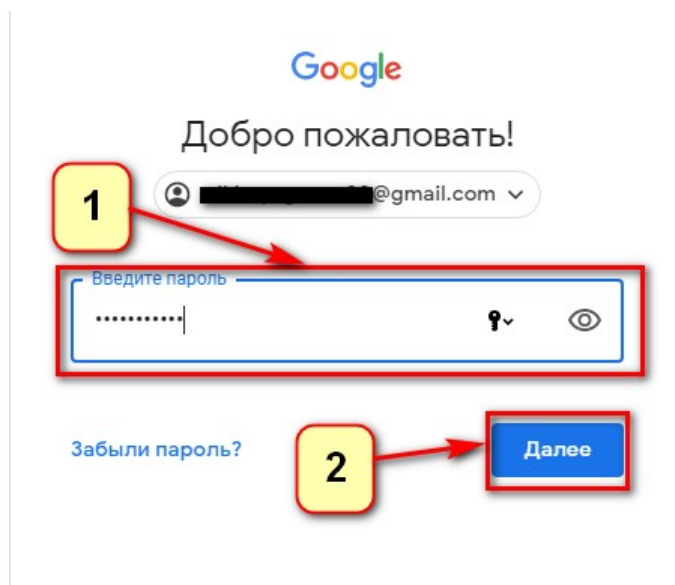 Google
Добро пожаловать!
@gmail.com
1
Введите пароль
Забыли пароль?
2
Далее